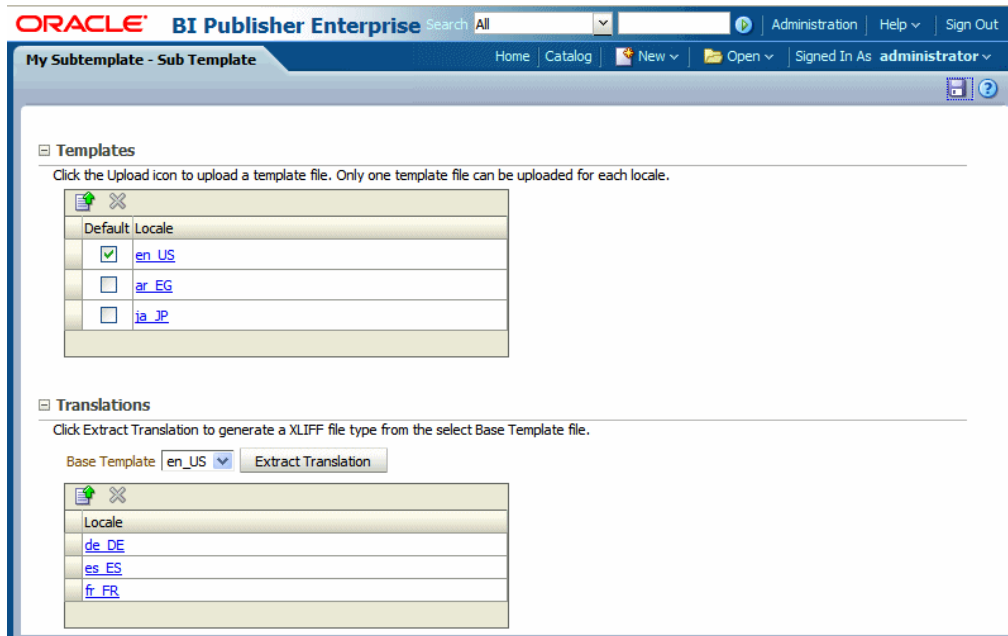 ORACLE® BI Publisher Enterprise Search All Administration Help Sign Out
My Subtemplate - Sub Template Home Catalog New Open Signed In As administrator
Templates
Click the Upload icon to upload a template file. Only one template file can be uploaded for each locale.
Default Locale
en_US
ar_EG
ja_JP
Translations
Click Extract Translation to generate a XLIFF file type from the select Base Template file.
Base Template en_US Extract Translation
Locale
de_DE
es_ES
fr_FR